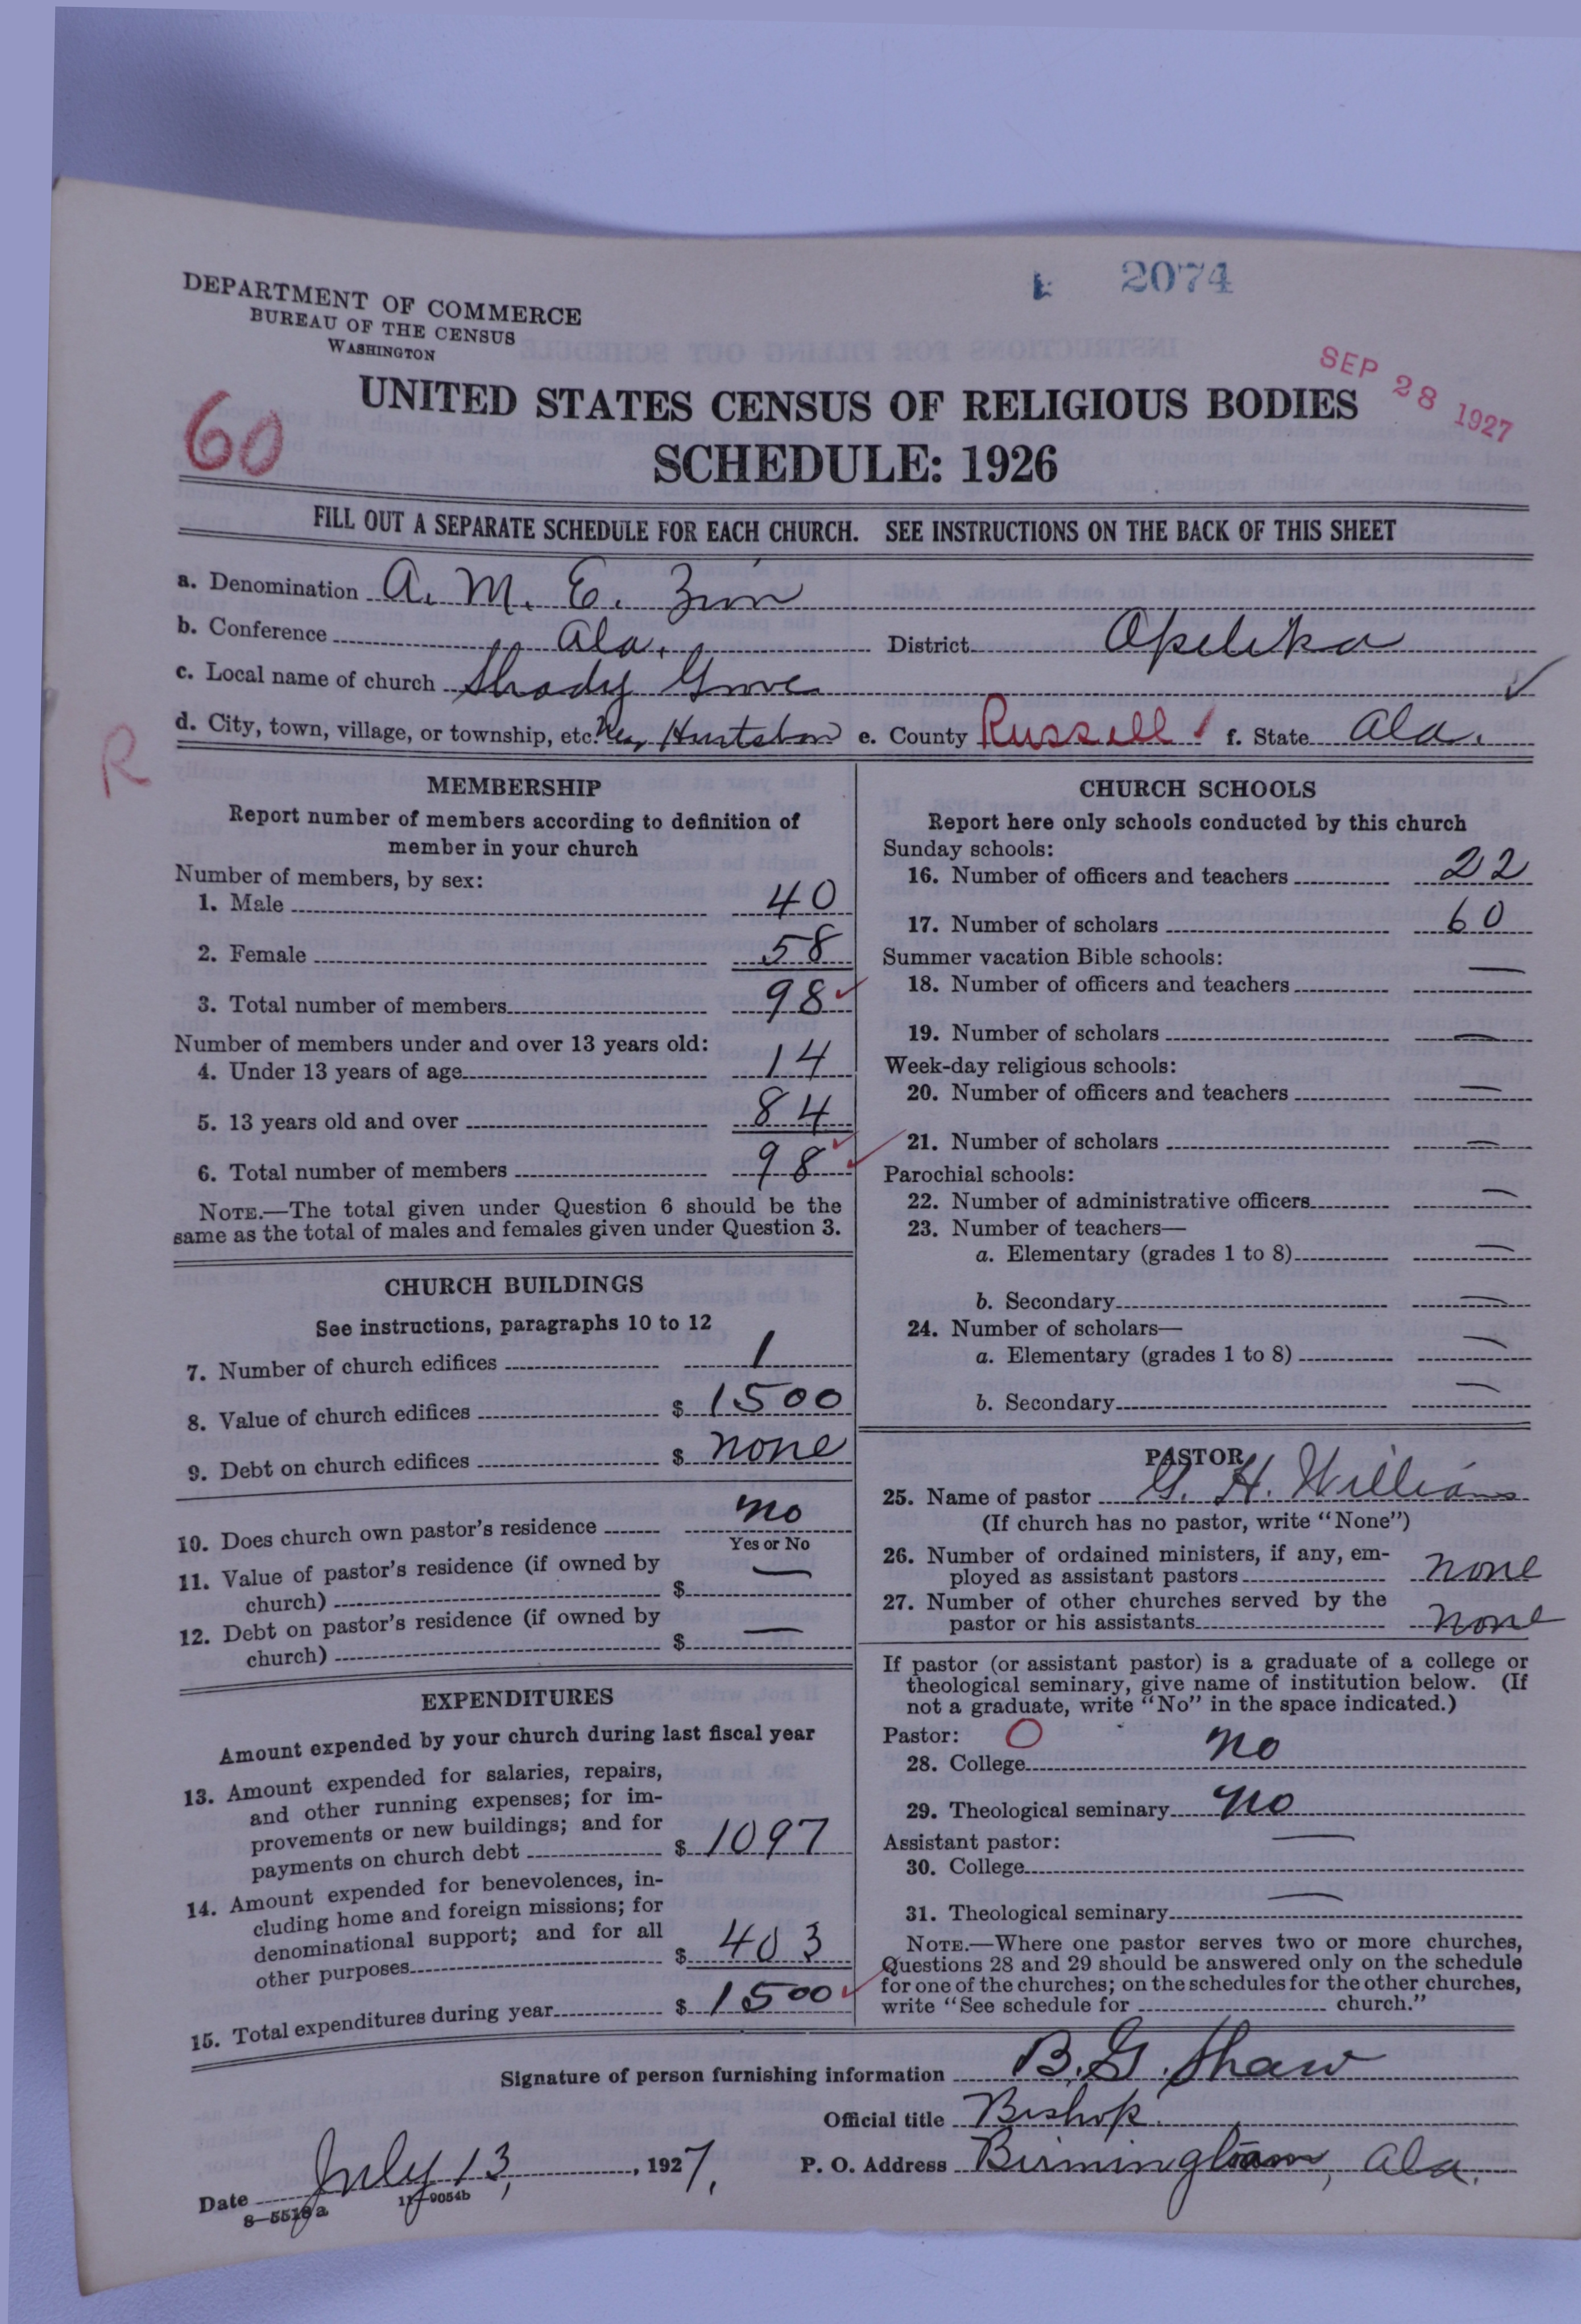 2074
DEPARTMENT OF COMMERCE
BUREAU OF THE CENSUS
WASHINGTON
SEP 28 1927
60
UNITED STATES CENSUS OF RELIGIOUS BODIES
SCHEDULE: 1926
FILL OUT A SEPARATE SCHEDULE FOR EACH CHURCH. SEE INSTRUCTIONS ON THE BACK OF THIS SHEET
a. Denomination A. M. E. Zion
b. Conference Ala. District Opelika
c. Local name of church Shady Grove
d. City, town, village, or township, etc. e. County Russell f. State Ala.
R
MEMBERSHIP
Report number of members according to definition of
member in your church
Number of members, by sex:
1. Male 40
2. Female 58
3. Total number of members 98
Number of members under and over 13 years old:
4. Under 13 years of age 14
5. 13 years old and over 84
6. Total number of members 98
NOTE.—The total given under Question 6 should be the
same as the total of males and females given under Question 3.
CHURCH BUILDINGS
See instructions, paragraphs 10 to 12
7. Number of church edifices 1
8. Value of church edifices $ 1500
9. Debt on church edifices $ none
10. Does church own pastor's residence no
Yes or No
11. Value of pastor's residence (if owned by
church) $ —
12. Debt on pastor's residence (if owned by
church) $ —
EXPENDITURES
Amount expended by your church during last fiscal year
13. Amount expended for salaries, repairs,
and other running expenses; for im-
provements or new buildings; and for
payments on church debt $ 1097
14. Amount expended for benevolences, in-
cluding home and foreign missions; for
denominational support; and for all
other purposes $ 403
15. Total expenditures during year $ 1500
CHURCH SCHOOLS
Report here only schools conducted by this church
Sunday schools:
16. Number of officers and teachers 22
17. Number of scholars 60
Summer vacation Bible schools:
18. Number of officers and teachers —
19. Number of scholars —
Week-day religious schools:
20. Number of officers and teachers —
21. Number of scholars —
Parochial schools:
22. Number of administrative officers —
23. Number of teachers—
a. Elementary (grades 1 to 8) —
b. Secondary —
24. Number of scholars—
a. Elementary (grades 1 to 8) —
b. Secondary —
PASTOR
25. Name of pastor G. H. Williams
(If church has no pastor, write "None")
26. Number of ordained ministers, if any, em-
ployed as assistant pastors none
27. Number of other churches served by the
pastor or his assistants none
If pastor (or assistant pastor) is a graduate of a college or
theological seminary, give name of institution below. (If
not a graduate, write "No" in the space indicated.)
Pastor: O
28. College no
29. Theological seminary no
Assistant pastor:
30. College —
31. Theological seminary —
NOTE.—Where one pastor serves two or more churches,
Questions 28 and 29 should be answered only on the schedule
for one of the churches; on the schedules for the other churches,
write "See schedule for church."
Signature of person furnishing information B. G. Shaw
Official title Bishop
Date July 13, 1927. P. O. Address Birmingham, Ala.
8—5518a 11—9054b